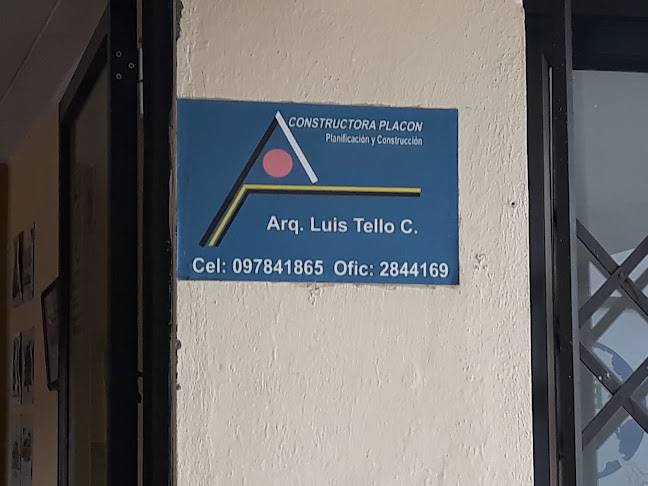 CONSTRUCTORA PLACON
Planificación y Construcción
Arq. Luis Tello C.
Cel: 097841865 Ofic: 2844169